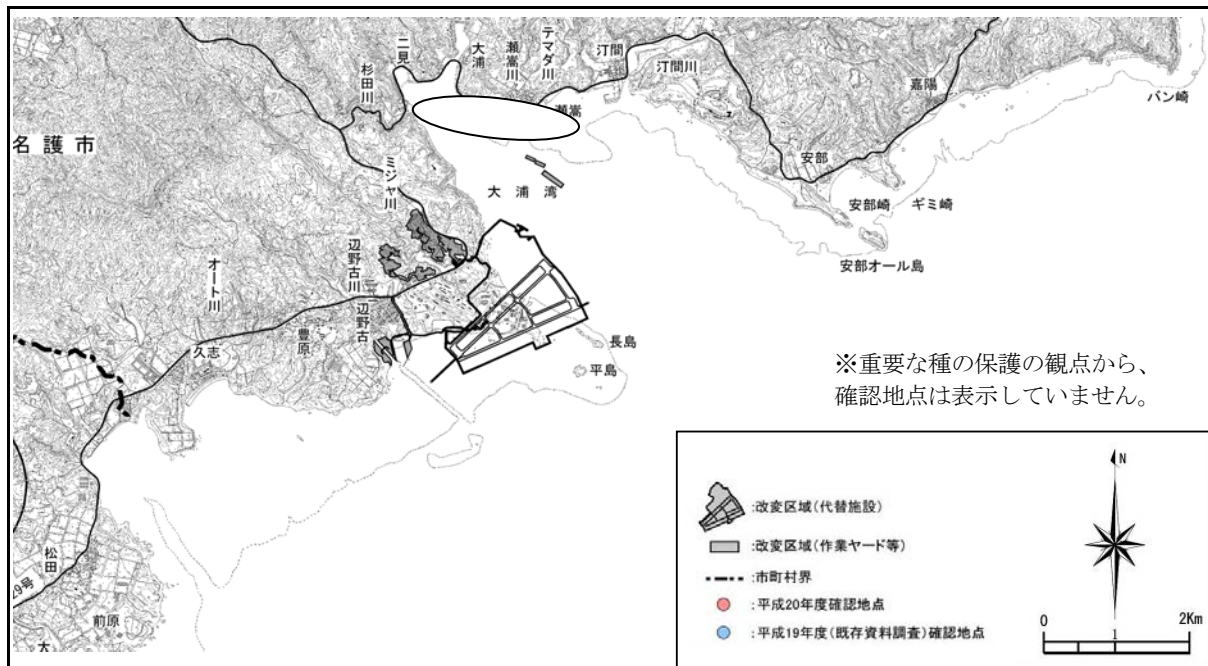 二見
大浦
瀬嵩川
テマダ川
汀間
杉田川
汀間川
嘉陽
バン崎
瀬嵩
名護市
安部
ミジャ川
大浦湾
安部崎
ギミ崎
安部オール島
辺野古川
オート川
辺野古
豊原
久志
長島
平島
※重要な種の保護の観点から、
確認地点は表示していません。
松田
29号
前原
N
:改変区域(代替施設)
:改変区域(作業ヤード等)
:市町村界
:平成20年度確認地点
:平成19年度(既存資料調査)確認地点
0 1 2Km